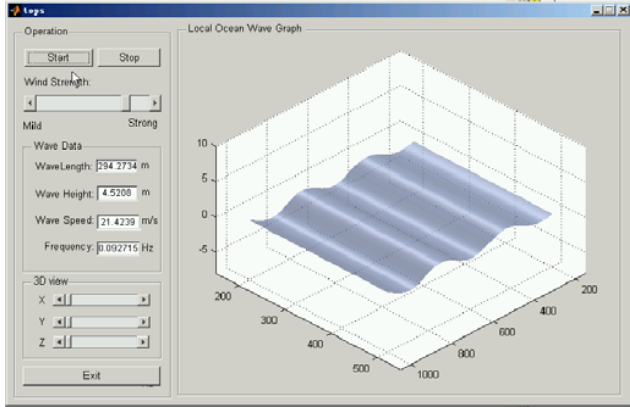 tops
Operation
Start
Stop
Wind Strength:
Mild
Strong
Wave Data
WaveLength: 294.2734 m
Wave Height: 4.5208 m
Wave Speed: 21.4239 m/s
Frequency: 0.092715 Hz
3D view
X
Y
Z
Exit
Local Ocean Wave Graph
10
5
0
-5
200
300
400
500
200
400
600
800
1000